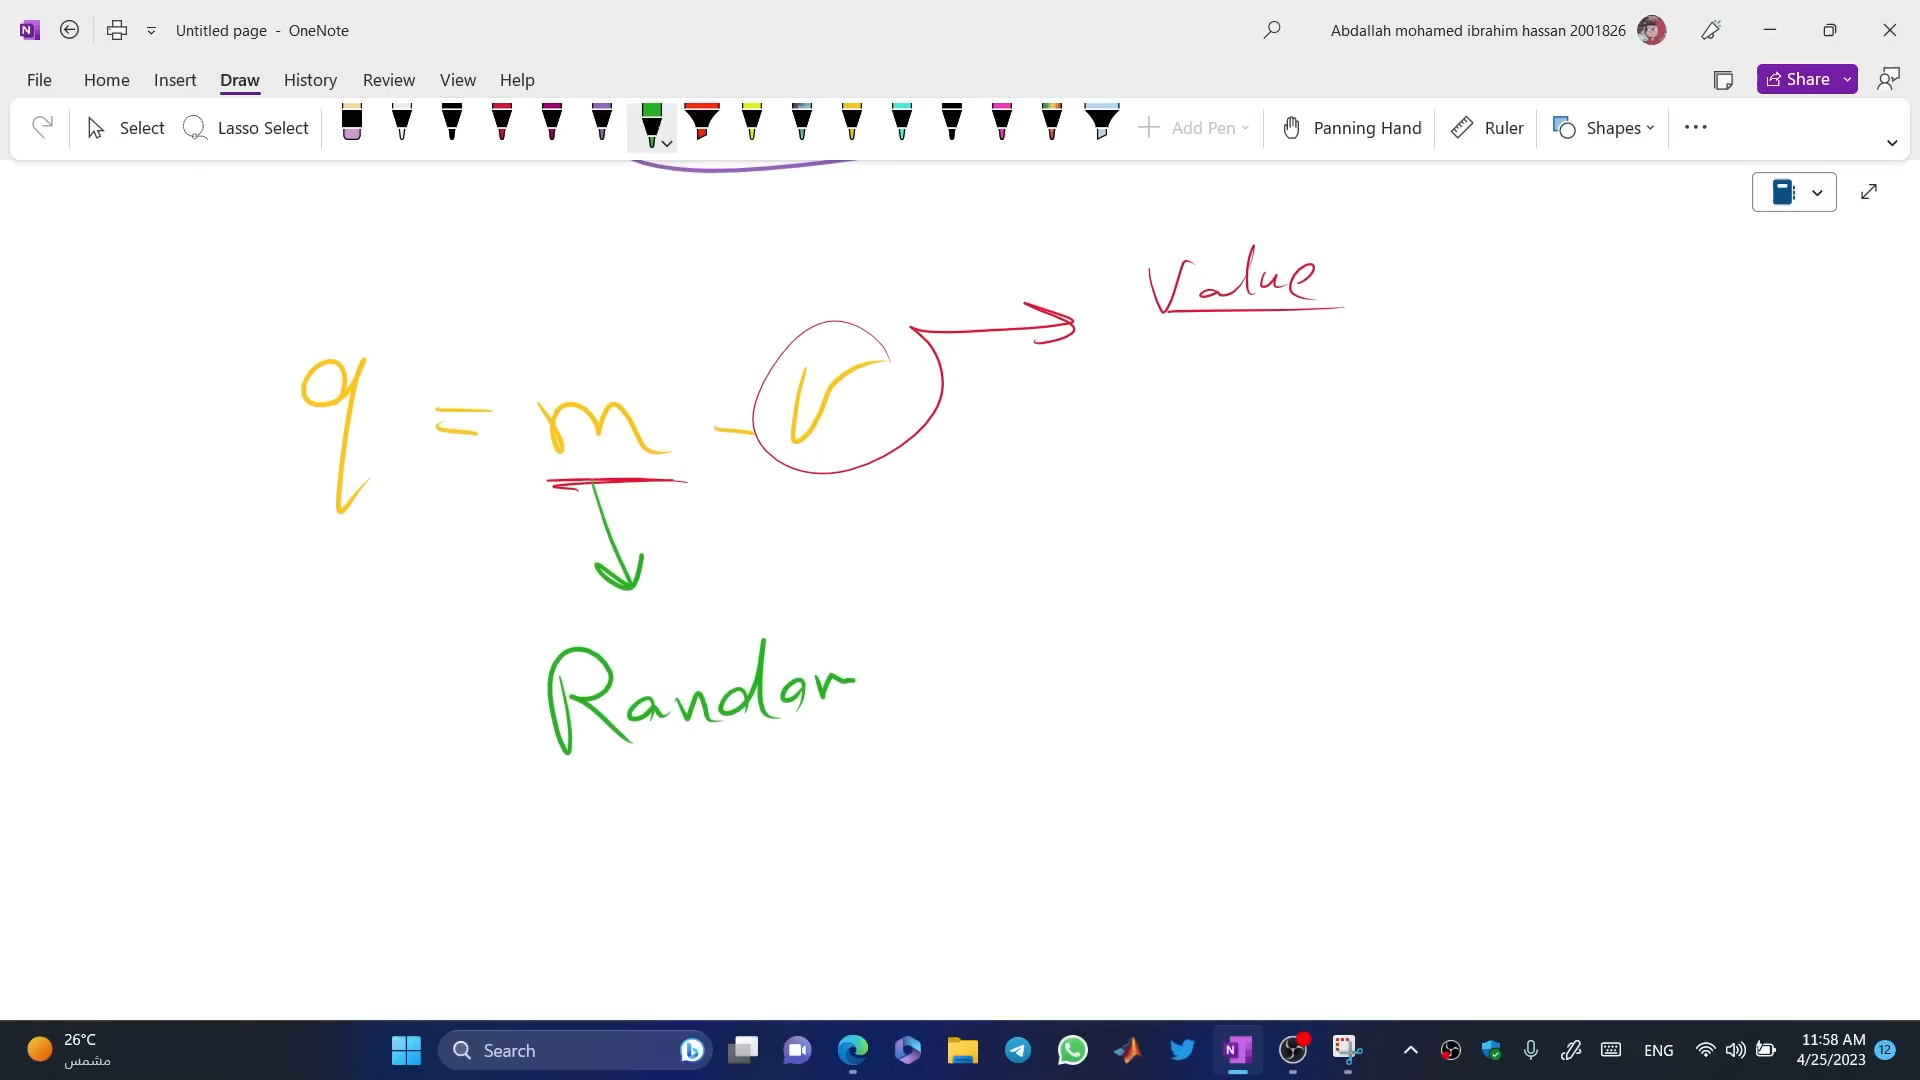 Untitled page - OneNote
Abdallah mohamed ibrahim hassan 2001826
File Home Insert Draw History Review View Help
Share
Select Lasso Select Add Pen Panning Hand Ruler Shapes
Value
q = m - v
Randon
26°C
مشمس
Search
ENG
11:58 AM
4/25/2023
12